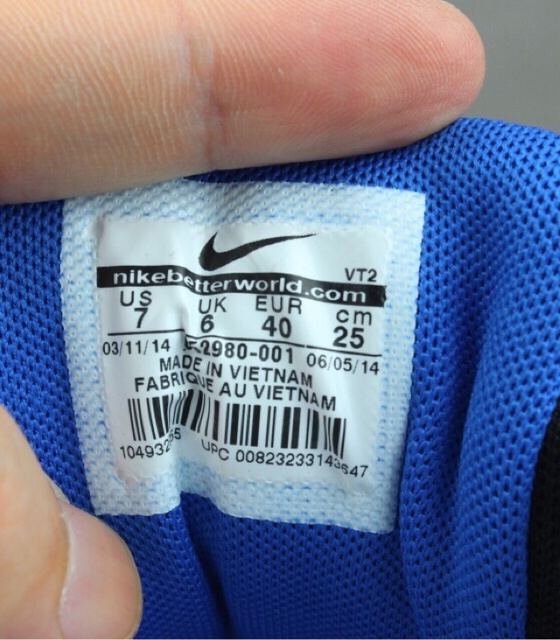 nikebetterworld.com VT2
US UK EUR cm
7 6 40 25
03/11/14 06/05/14
MADE IN VIETNAM
FABRIQUE AU VIETNAM
UPC